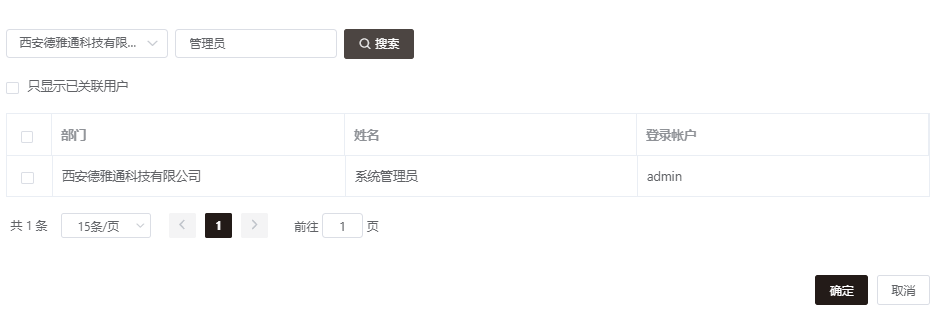 西安德雅通科技有限... 管理员 搜索
只显示已关联用户
部门 姓名 登录帐户
西安德雅通科技有限公司 系统管理员 admin
共 1 条 15条/页 1 前往 1 页
确定 取消